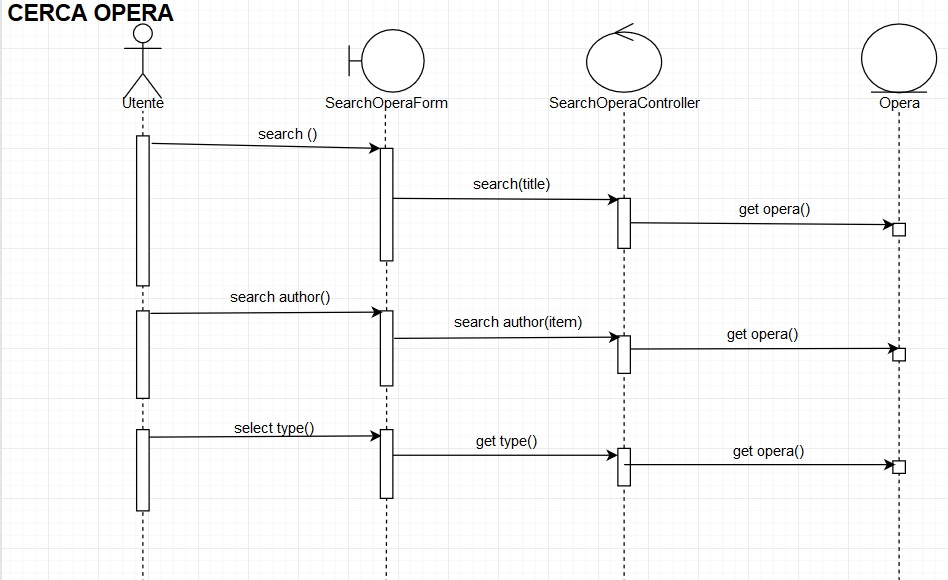 CERCA OPERA
Utente
SearchOperaForm
SearchOperaController
Opera
search ()
search(title)
get opera()
search author()
search author(item)
get opera()
select type()
get type()
get opera()